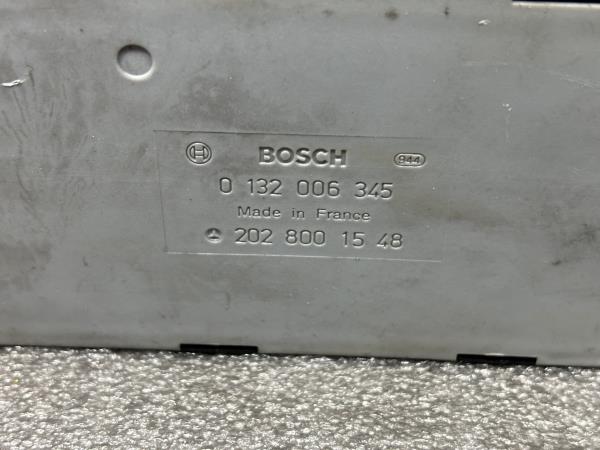 BOSCH 944
0 132 006 345
Made in France
202 800 15 48